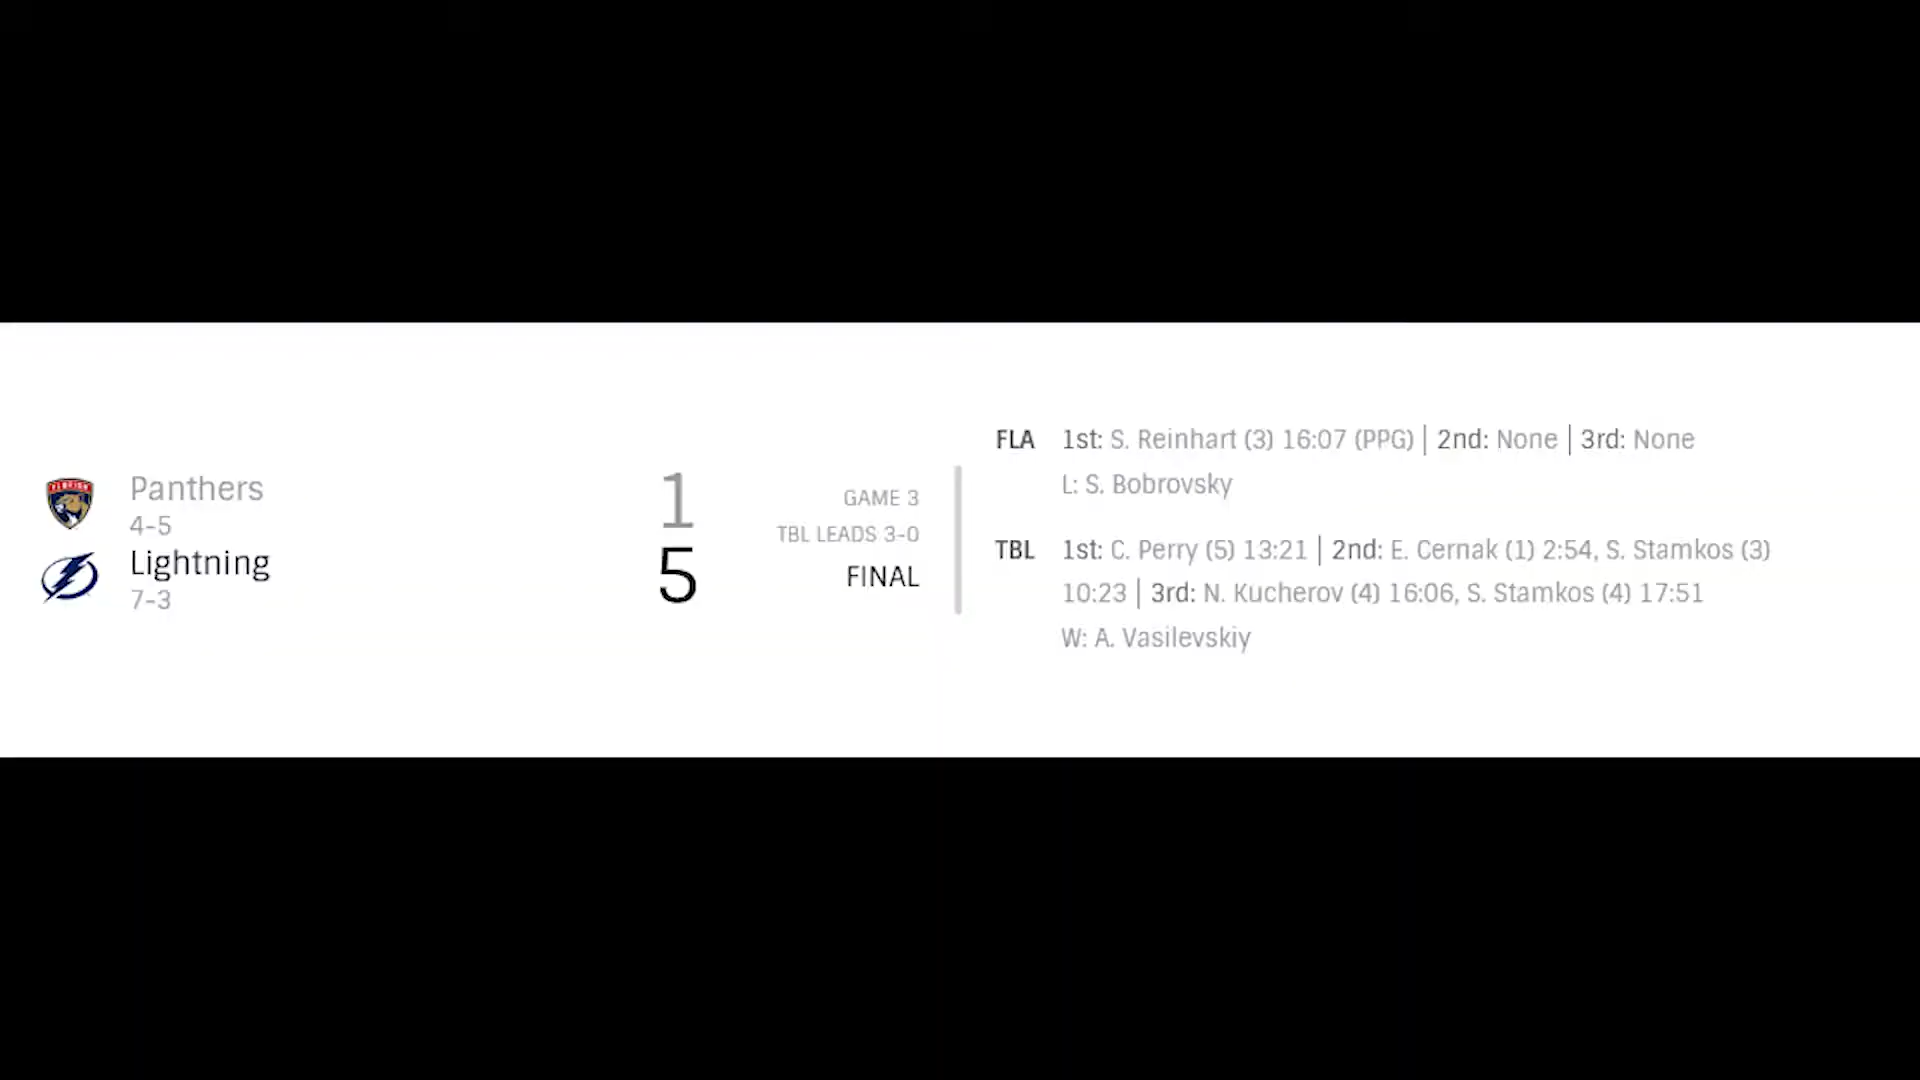 Panthers
4-5
1
Lightning
7-3
5
GAME 3
TBL LEADS 3-0
FINAL
FLA 1st: S. Reinhart (3) 16:07 (PPG) | 2nd: None | 3rd: None
L: S. Bobrovsky
TBL 1st: C. Perry (5) 13:21 | 2nd: E. Cernak (1) 2:54, S. Stamkos (3)
10:23 | 3rd: N. Kucherov (4) 16:06, S. Stamkos (4) 17:51
W: A. Vasilevskiy